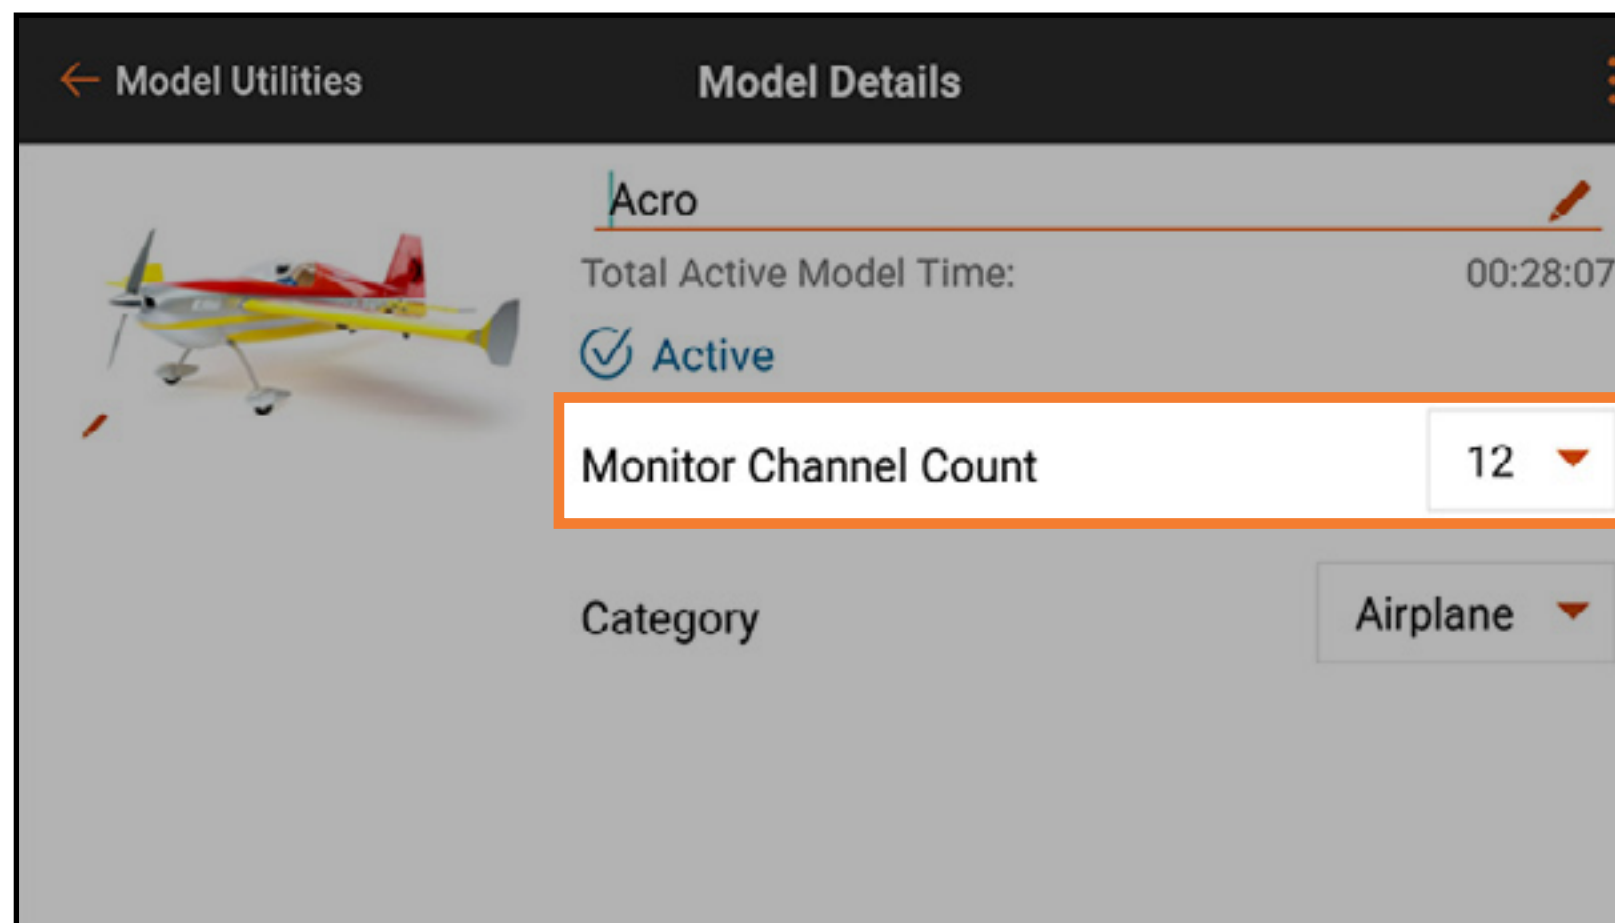 Model Utilities
Model Details
Acro
Total Active Model Time:
00:28:07
Active
Monitor Channel Count
12
Category
Airplane